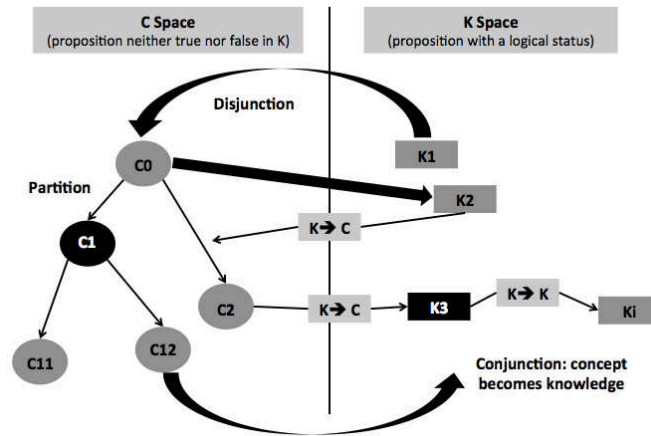 C Space
(proposition neither true nor false in K)
K Space
(proposition with a logical status)
Disjunction
K1
C0
Partition
K2
K➔ C
C1
C2
K➔ C
K3
K➔ K
Ki
C11
C12
Conjunction: concept
becomes knowledge